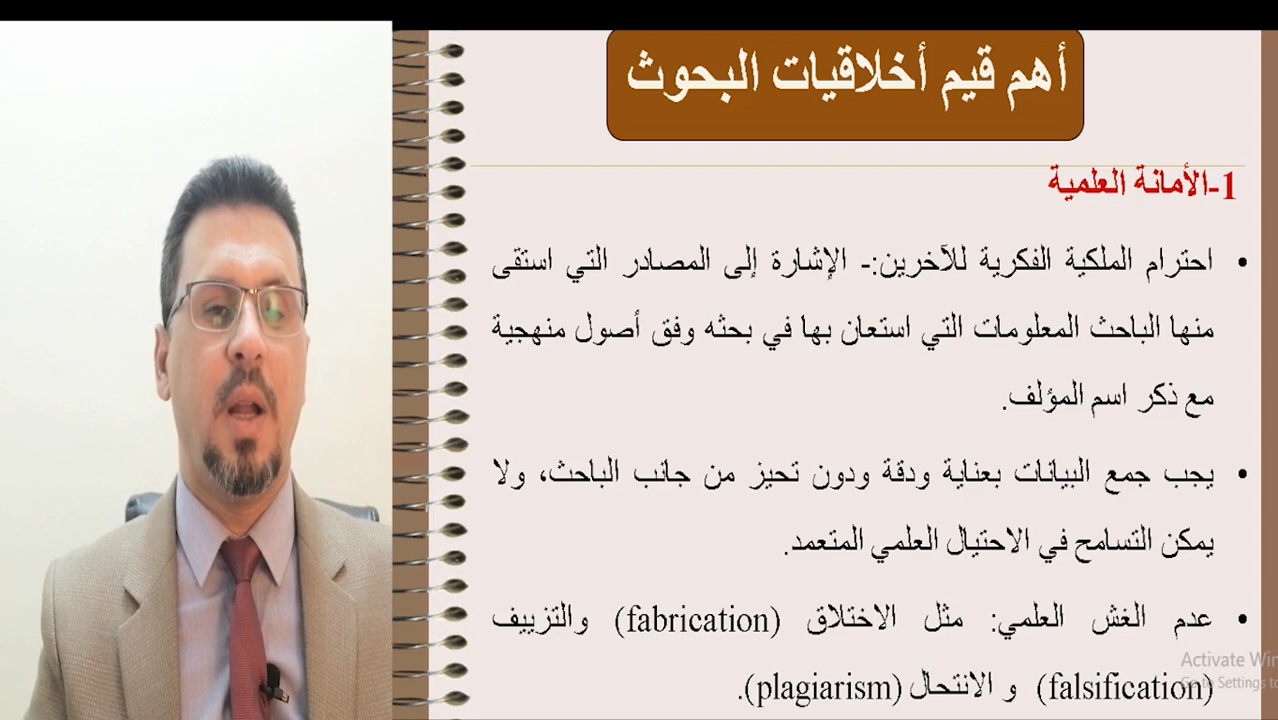 أهم قيم أخلاقيات البحوث
1-الأمانة العلمية
• احترام الملكية الفكرية للآخرين:- الإشارة إلى المصادر التي استقى
منها الباحث المعلومات التي استعان بها في بحثه وفق أصول منهجية
مع ذكر اسم المؤلف.
• يجب جمع البيانات بعناية ودقة ودون تحيز من جانب الباحث، ولا
يمكن التسامح في الاحتيال العلمي المتعمد.
• عدم الغش العلمي: مثل الاختلاق (fabrication) والتزييف
(falsification) و الانتحال (plagiarism).
Activate Win
Go to Settings to